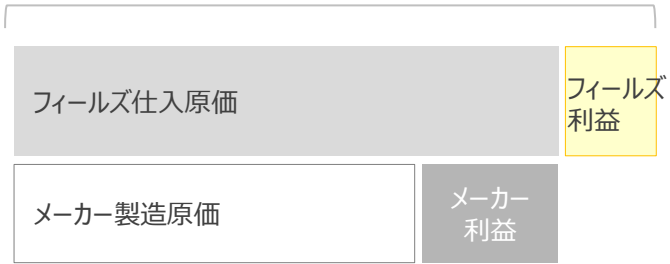 フィールズ仕入原価
フィールズ
利益
メーカー製造原価
メーカー
利益